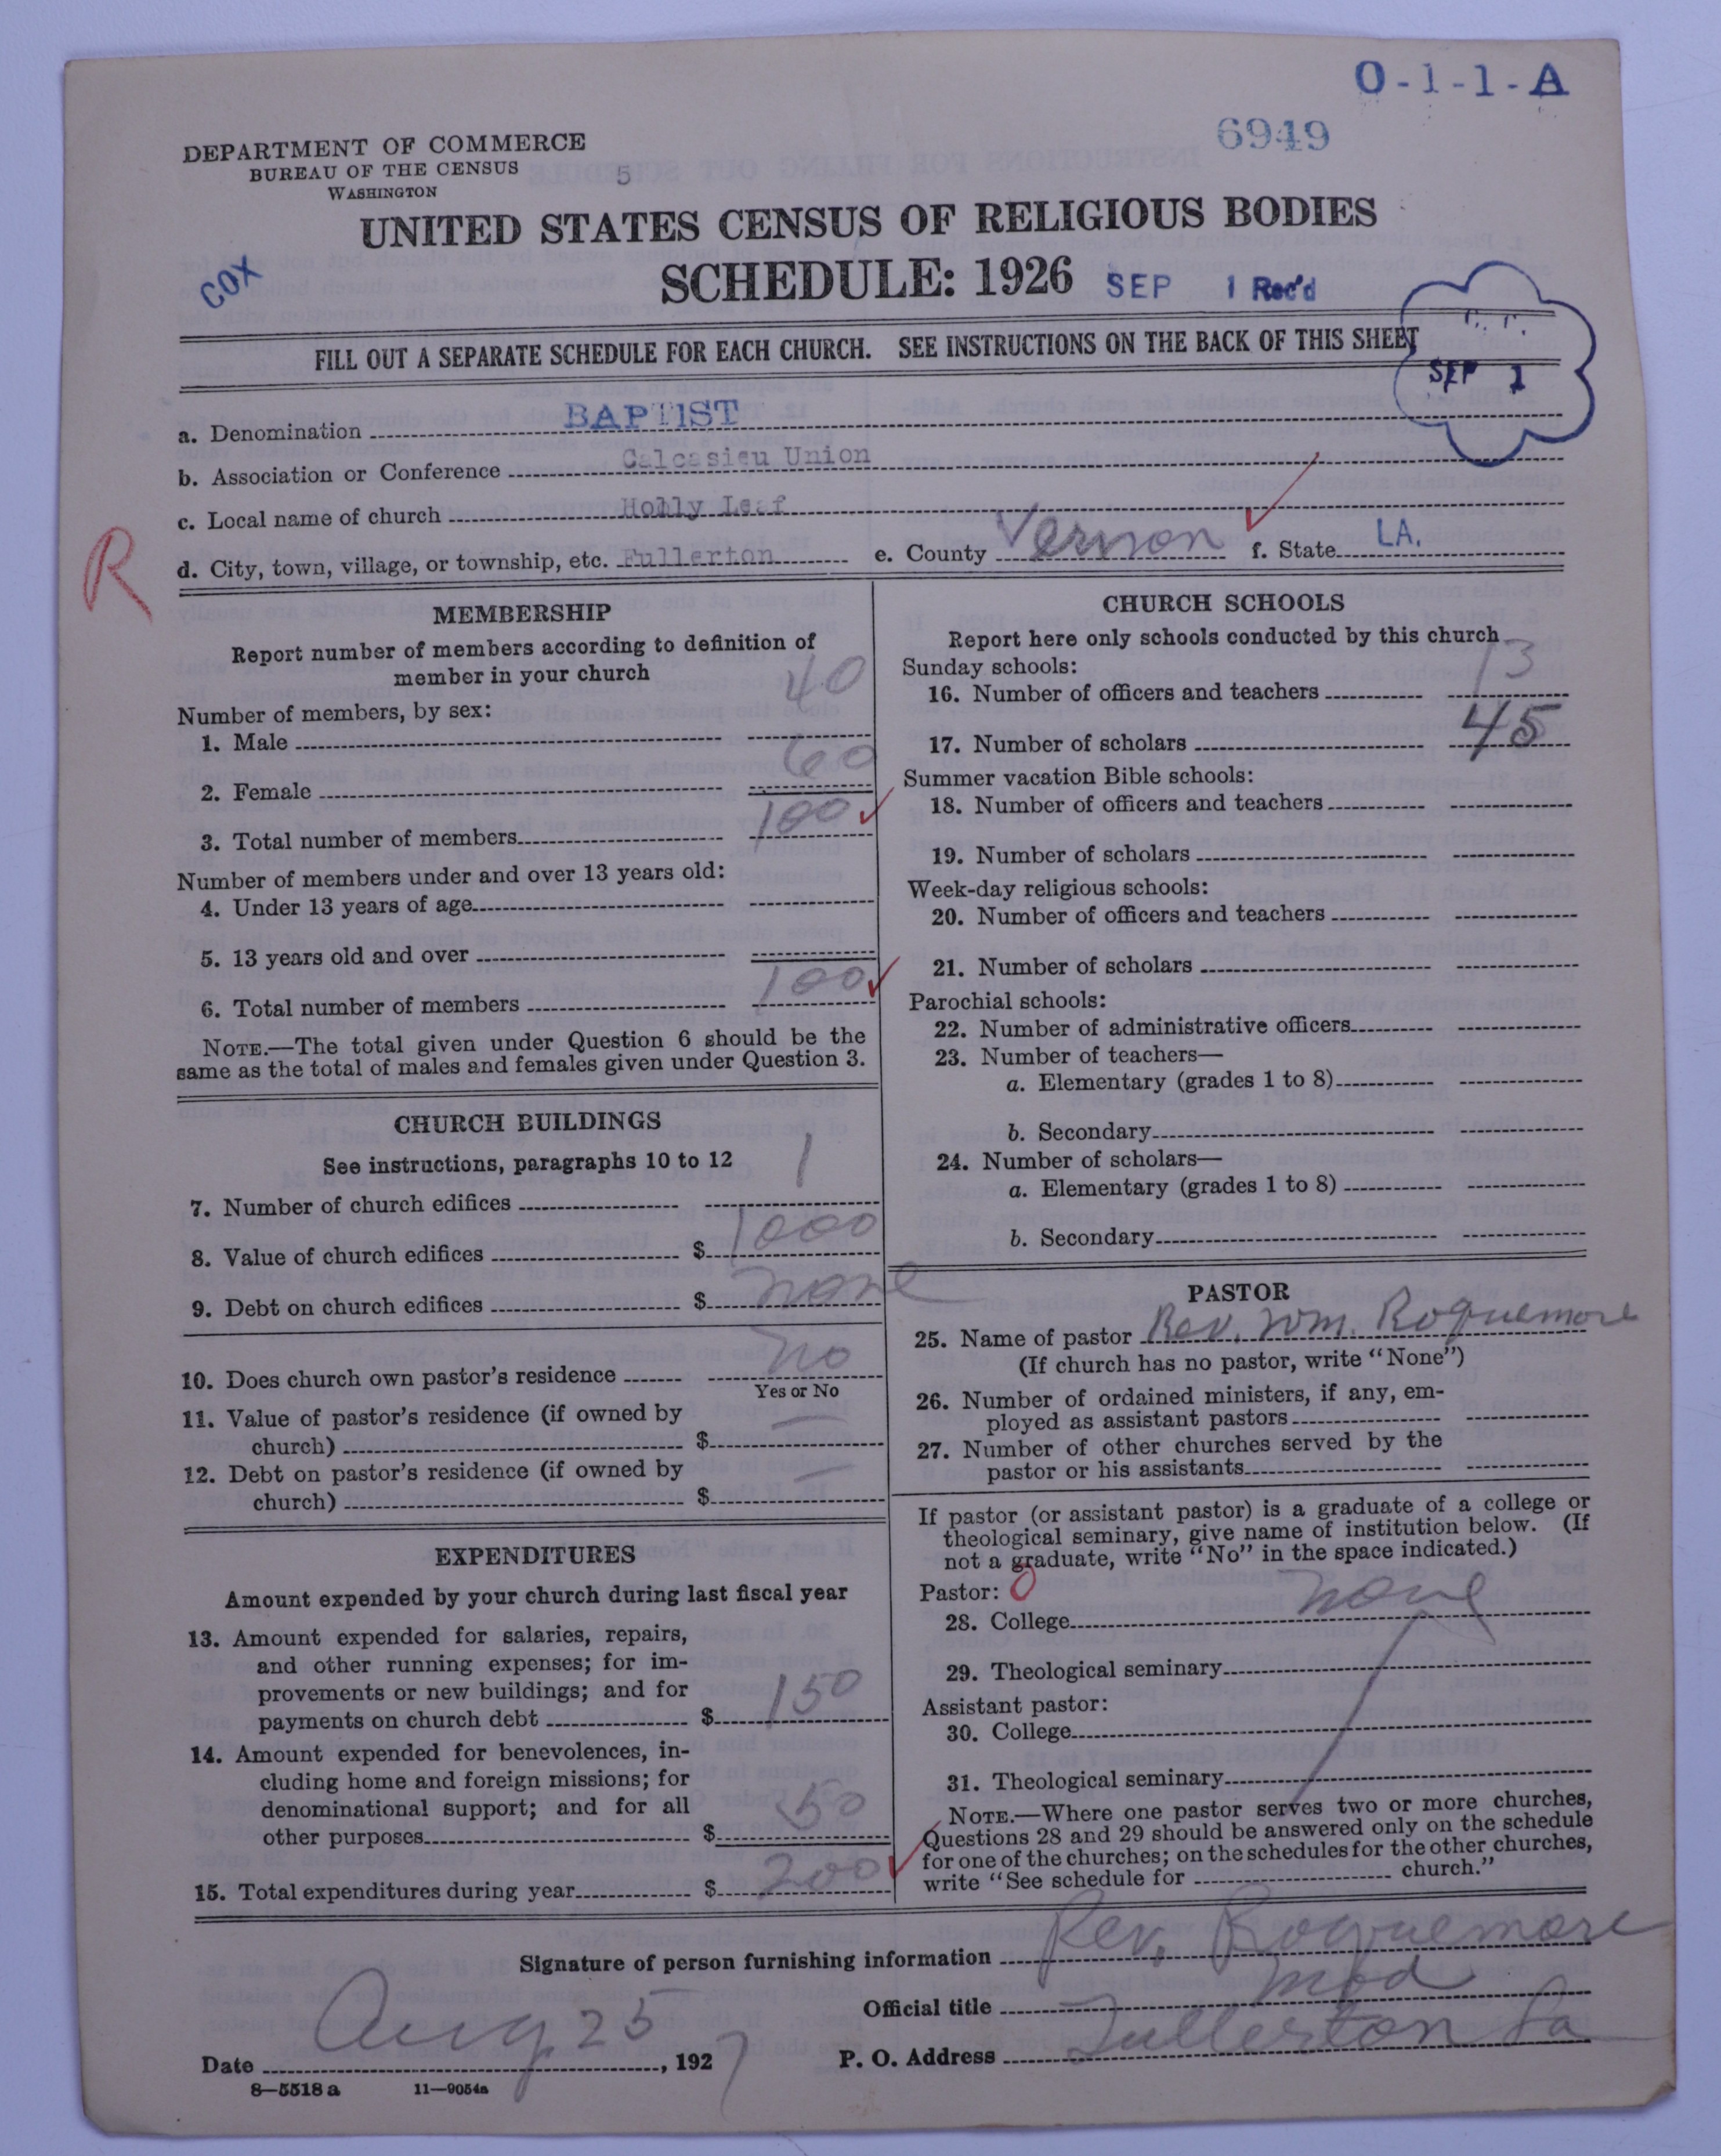 O-1-1-A
6949
DEPARTMENT OF COMMERCE
BUREAU OF THE CENSUS
WASHINGTON
5
UNITED STATES CENSUS OF RELIGIOUS BODIES
SCHEDULE: 1926
SEP 1 Rec'd
COX
SEP 1
FILL OUT A SEPARATE SCHEDULE FOR EACH CHURCH. SEE INSTRUCTIONS ON THE BACK OF THIS SHEET
a. Denomination BAPTIST
b. Association or Conference Calcasieu Union
c. Local name of church Holly Leaf
R
d. City, town, village, or township, etc. Fullerton e. County Vernon f. State LA.
MEMBERSHIP
Report number of members according to definition of
member in your church
Number of members, by sex:
1. Male 40
2. Female 60
3. Total number of members 100
Number of members under and over 13 years old:
4. Under 13 years of age
5. 13 years old and over
6. Total number of members 100
NOTE.—The total given under Question 6 should be the
same as the total of males and females given under Question 3.
CHURCH BUILDINGS
See instructions, paragraphs 10 to 12
7. Number of church edifices 1
8. Value of church edifices $ 1000
9. Debt on church edifices $ none
10. Does church own pastor's residence No
Yes or No
11. Value of pastor's residence (if owned by
church) $ —
12. Debt on pastor's residence (if owned by
church) $ —
EXPENDITURES
Amount expended by your church during last fiscal year
13. Amount expended for salaries, repairs,
and other running expenses; for im-
provements or new buildings; and for
payments on church debt $ 150
14. Amount expended for benevolences, in-
cluding home and foreign missions; for
denominational support; and for all
other purposes $ 50
15. Total expenditures during year $ 200
CHURCH SCHOOLS
Report here only schools conducted by this church
Sunday schools:
16. Number of officers and teachers 13
17. Number of scholars 45
Summer vacation Bible schools:
18. Number of officers and teachers
19. Number of scholars
Week-day religious schools:
20. Number of officers and teachers
21. Number of scholars
Parochial schools:
22. Number of administrative officers
23. Number of teachers—
a. Elementary (grades 1 to 8)
b. Secondary
24. Number of scholars—
a. Elementary (grades 1 to 8)
b. Secondary
PASTOR
25. Name of pastor Rev. Wm. Roquemore
(If church has no pastor, write "None")
26. Number of ordained ministers, if any, em-
ployed as assistant pastors
27. Number of other churches served by the
pastor or his assistants
If pastor (or assistant pastor) is a graduate of a college or
theological seminary, give name of institution below. (If
not a graduate, write "No" in the space indicated.)
Pastor: 0
28. College none
29. Theological seminary
Assistant pastor:
30. College
31. Theological seminary
NOTE.—Where one pastor serves two or more churches,
Questions 28 and 29 should be answered only on the schedule
for one of the churches; on the schedules for the other churches,
write "See schedule for church."
Signature of person furnishing information Rev. Roquemore
Official title Mod
Date Aug 25, 1927 P. O. Address Fullerton La
8—5518 a 11—9054a